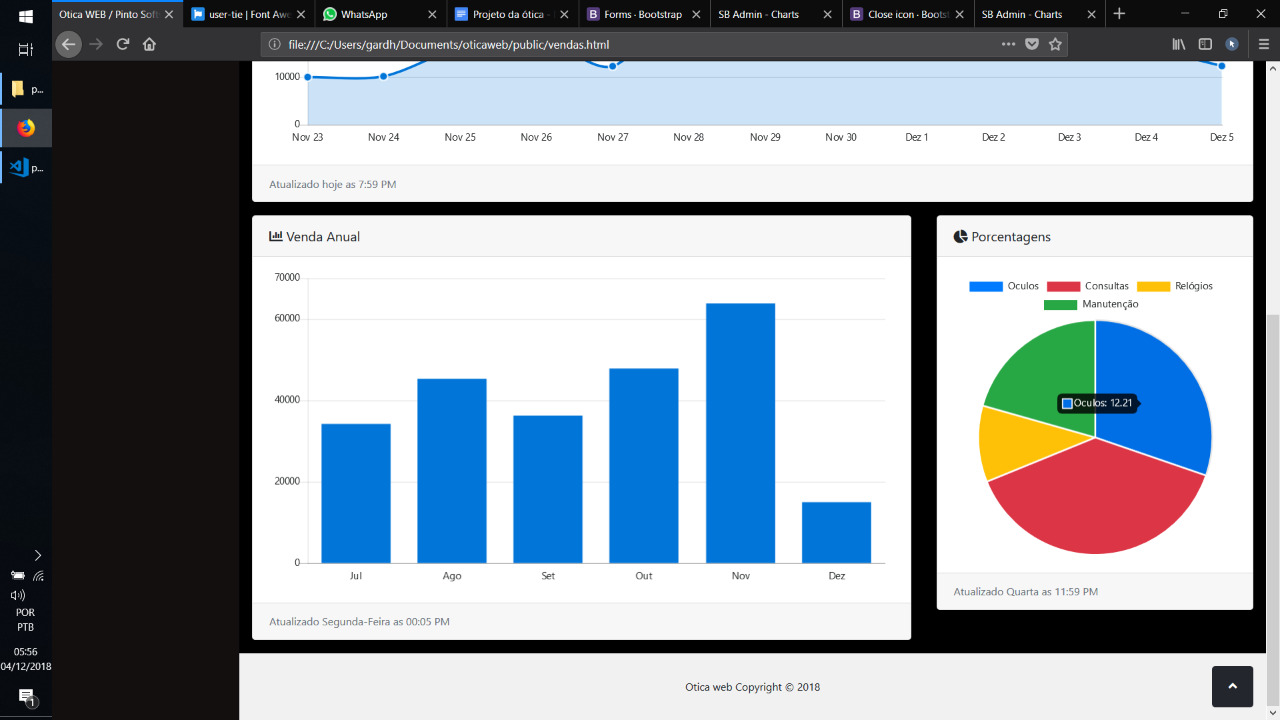 Otica WEB / Pinto Soft
user-tie | Font Awe
WhatsApp
Projeto da ótica -
Forms · Bootstrap
SB Admin - Charts
Close icon · Boots
SB Admin - Charts
file:///C:/Users/gardh/Documents/oticaweb/public/vendas.html
p...
p...
10000
0
Nov 23 Nov 24 Nov 25 Nov 26 Nov 27 Nov 28 Nov 29 Nov 30 Dez 1 Dez 2 Dez 3 Dez 4 Dez 5
Atualizado hoje as 7:59 PM
Venda Anual
70000
60000
40000
20000
0
Jul Ago Set Out Nov Dez
Atualizado Segunda-Feira as 00:05 PM
Porcentagens
Oculos Consultas Relógios
Manutenção
Oculos: 12.21
Atualizado Quarta as 11:59 PM
Otica web Copyright © 2018
POR
PTB
05:56
04/12/2018
1